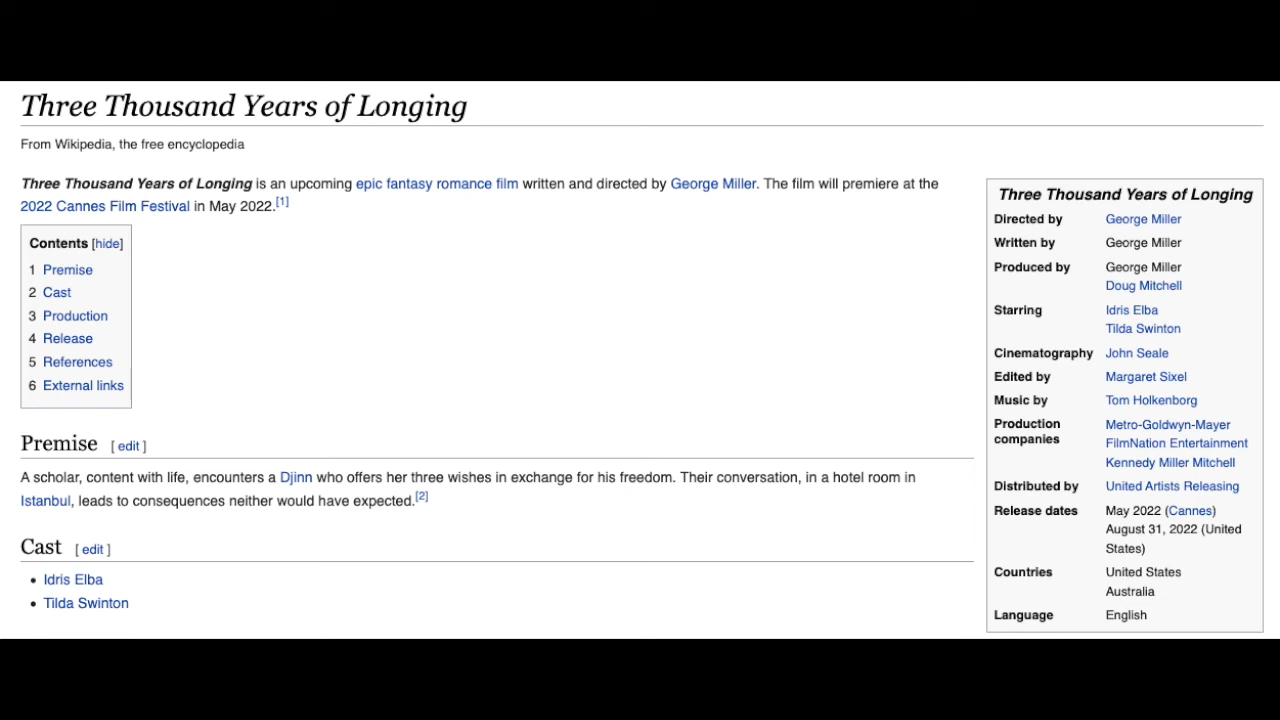 Three Thousand Years of Longing
From Wikipedia, the free encyclopedia
Three Thousand Years of Longing is an upcoming epic fantasy romance film written and directed by George Miller. The film will premiere at the
2022 Cannes Film Festival in May 2022.[1]
Contents [hide]
1 Premise
2 Cast
3 Production
4 Release
5 References
6 External links
Premise [ edit ]
A scholar, content with life, encounters a Djinn who offers her three wishes in exchange for his freedom. Their conversation, in a hotel room in
Istanbul, leads to consequences neither would have expected.[2]
Cast [ edit ]
• Idris Elba
• Tilda Swinton
Three Thousand Years of Longing
Directed by George Miller
Written by George Miller
Produced by George Miller
Doug Mitchell
Starring Idris Elba
Tilda Swinton
Cinematography John Seale
Edited by Margaret Sixel
Music by Tom Holkenborg
Production Metro-Goldwyn-Mayer
companies FilmNation Entertainment
Kennedy Miller Mitchell
Distributed by United Artists Releasing
Release dates May 2022 (Cannes)
August 31, 2022 (United
States)
Countries United States
Australia
Language English